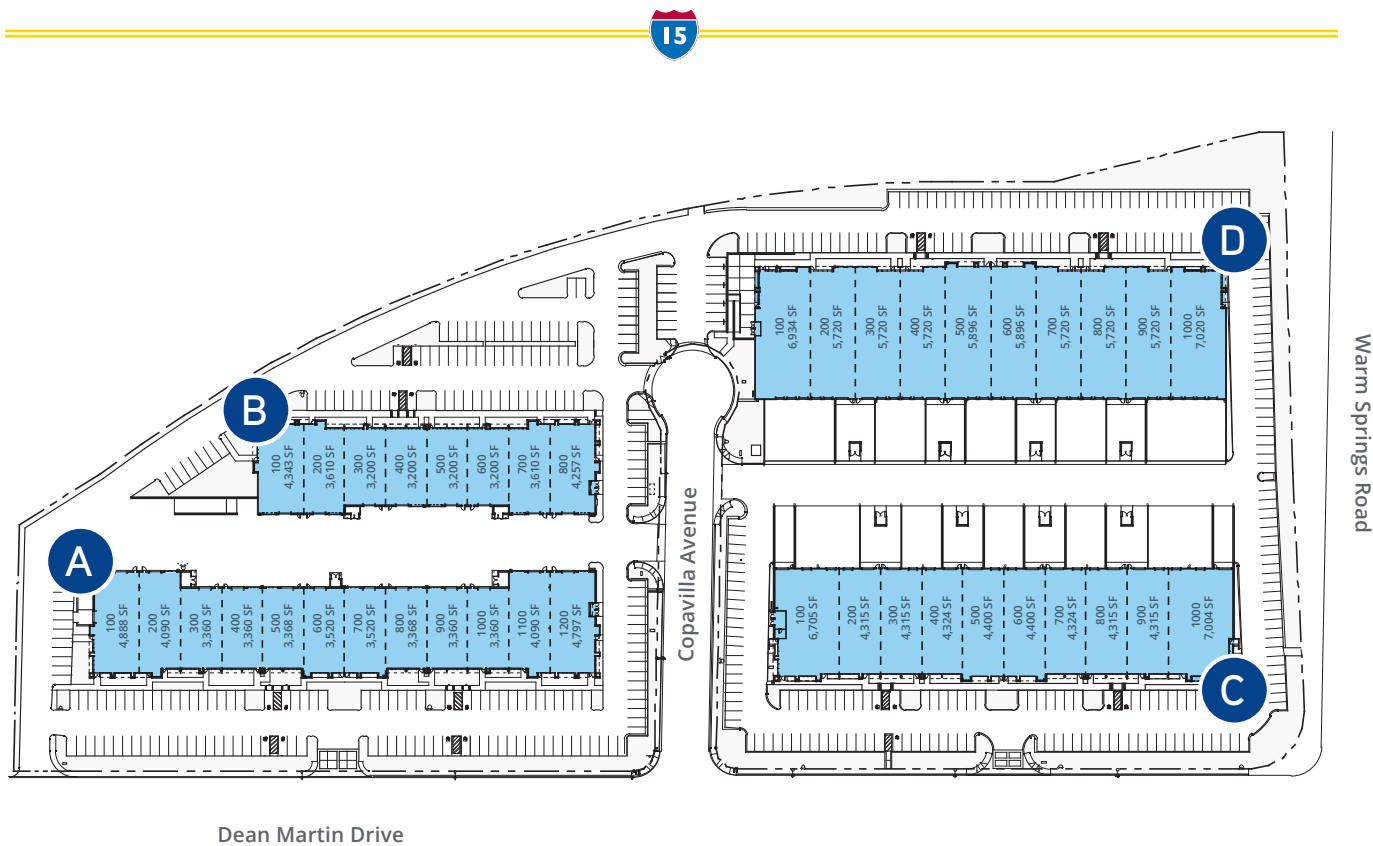 15
D
100
6,934 SF
200
5,720 SF
300
5,720 SF
400
5,720 SF
500
5,896 SF
600
5,896 SF
700
5,720 SF
800
5,720 SF
900
5,720 SF
1000
7,020 SF
Warm Springs Road
B
100
4,343 SF
200
3,610 SF
300
3,200 SF
400
3,200 SF
500
3,200 SF
600
3,200 SF
700
3,610 SF
800
4,257 SF
Copavilla Avenue
A
100
4,888 SF
200
4,090 SF
300
3,360 SF
400
3,360 SF
500
3,368 SF
600
3,520 SF
700
3,520 SF
800
3,368 SF
900
3,360 SF
1000
3,360 SF
1100
4,090 SF
1200
4,797 SF
100
6,705 SF
200
4,315 SF
300
4,315 SF
400
4,324 SF
500
4,400 SF
600
4,400 SF
700
4,324 SF
800
4,315 SF
900
4,315 SF
1000
7,004 SF
C
Dean Martin Drive